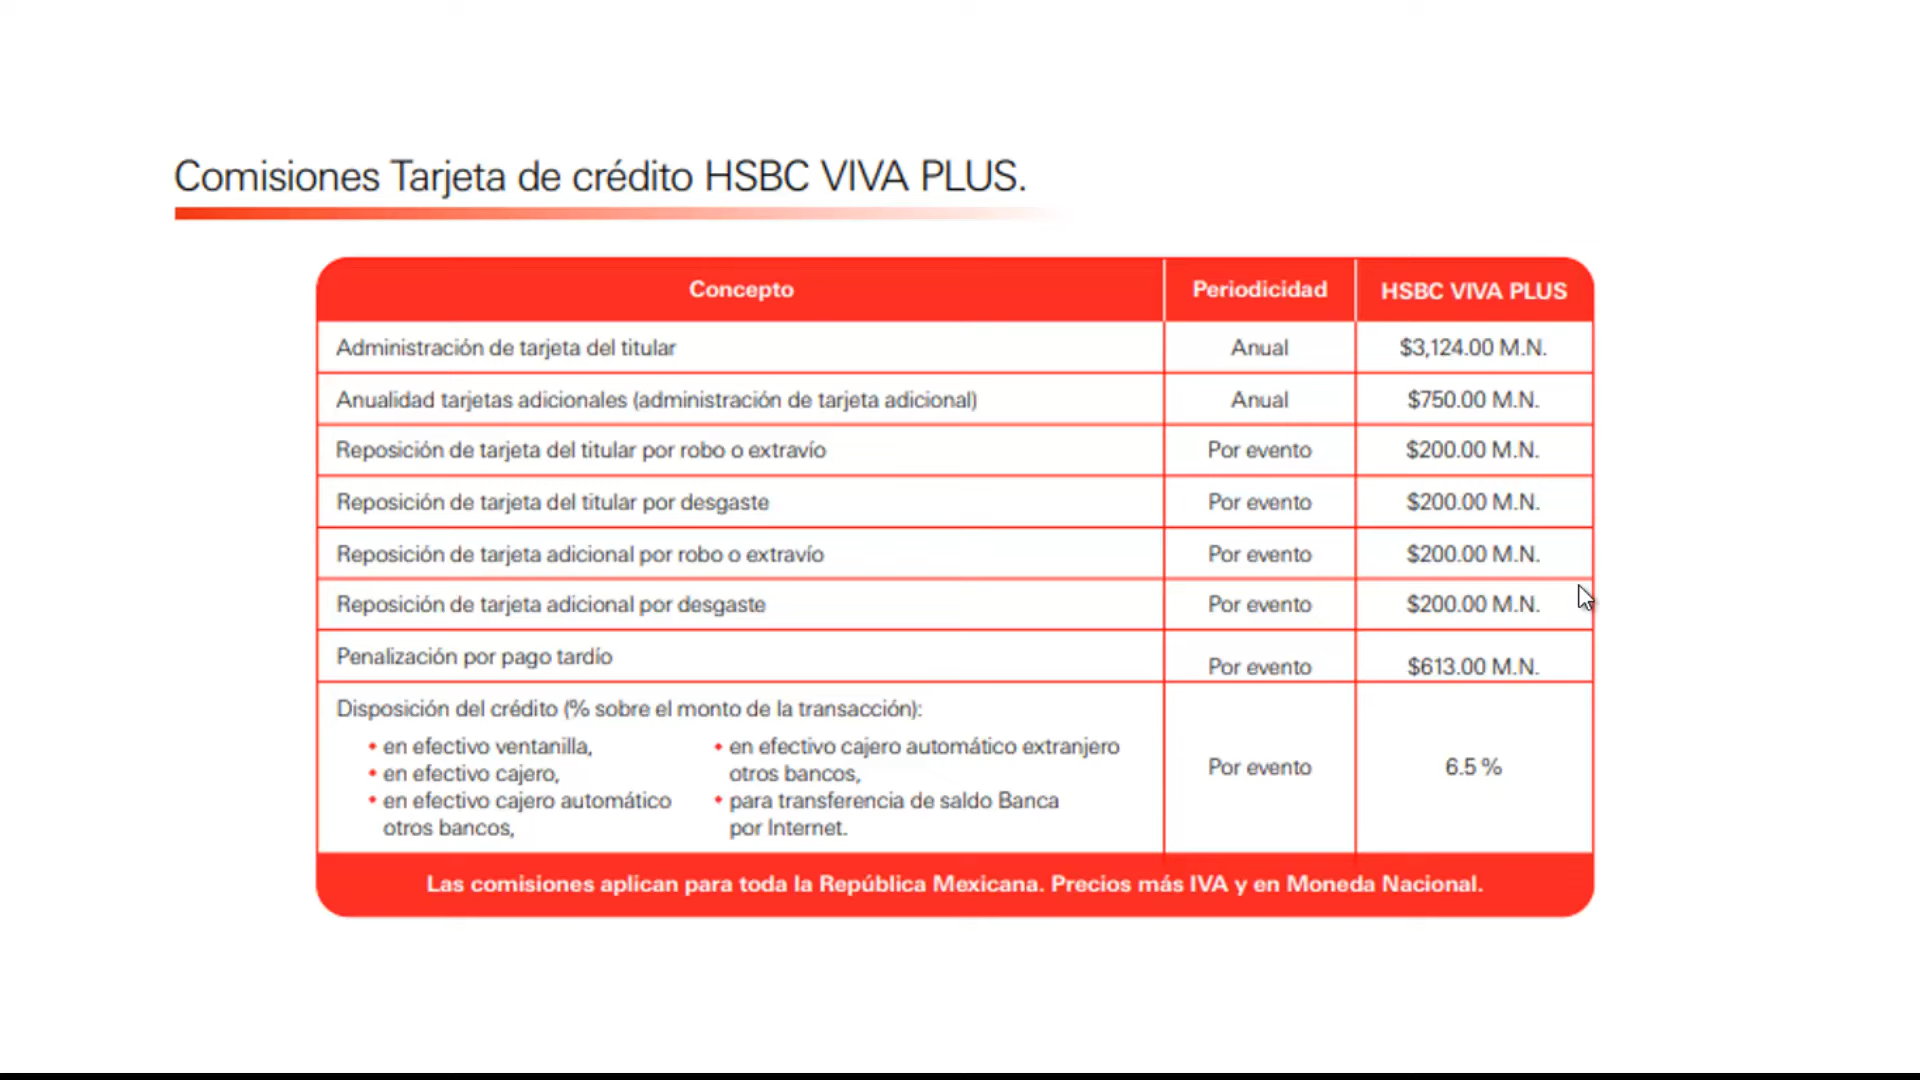 Comisiones Tarjeta de crédito HSBC VIVA PLUS.
Concepto Periodicidad HSBC VIVA PLUS
Administración de tarjeta del titular Anual $3,124.00 M.N.
Anualidad tarjetas adicionales (administración de tarjeta adicional) Anual $750.00 M.N.
Reposición de tarjeta del titular por robo o extravío Por evento $200.00 M.N.
Reposición de tarjeta del titular por desgaste Por evento $200.00 M.N.
Reposición de tarjeta adicional por robo o extravío Por evento $200.00 M.N.
Reposición de tarjeta adicional por desgaste Por evento $200.00 M.N.
Penalización por pago tardío Por evento $613.00 M.N.
Disposición del crédito (% sobre el monto de la transacción):
• en efectivo ventanilla,
• en efectivo cajero,
• en efectivo cajero automático
otros bancos,
• en efectivo cajero automático extranjero
otros bancos,
• para transferencia de saldo Banca
por Internet.
Por evento 6.5 %
Las comisiones aplican para toda la República Mexicana. Precios más IVA y en Moneda Nacional.